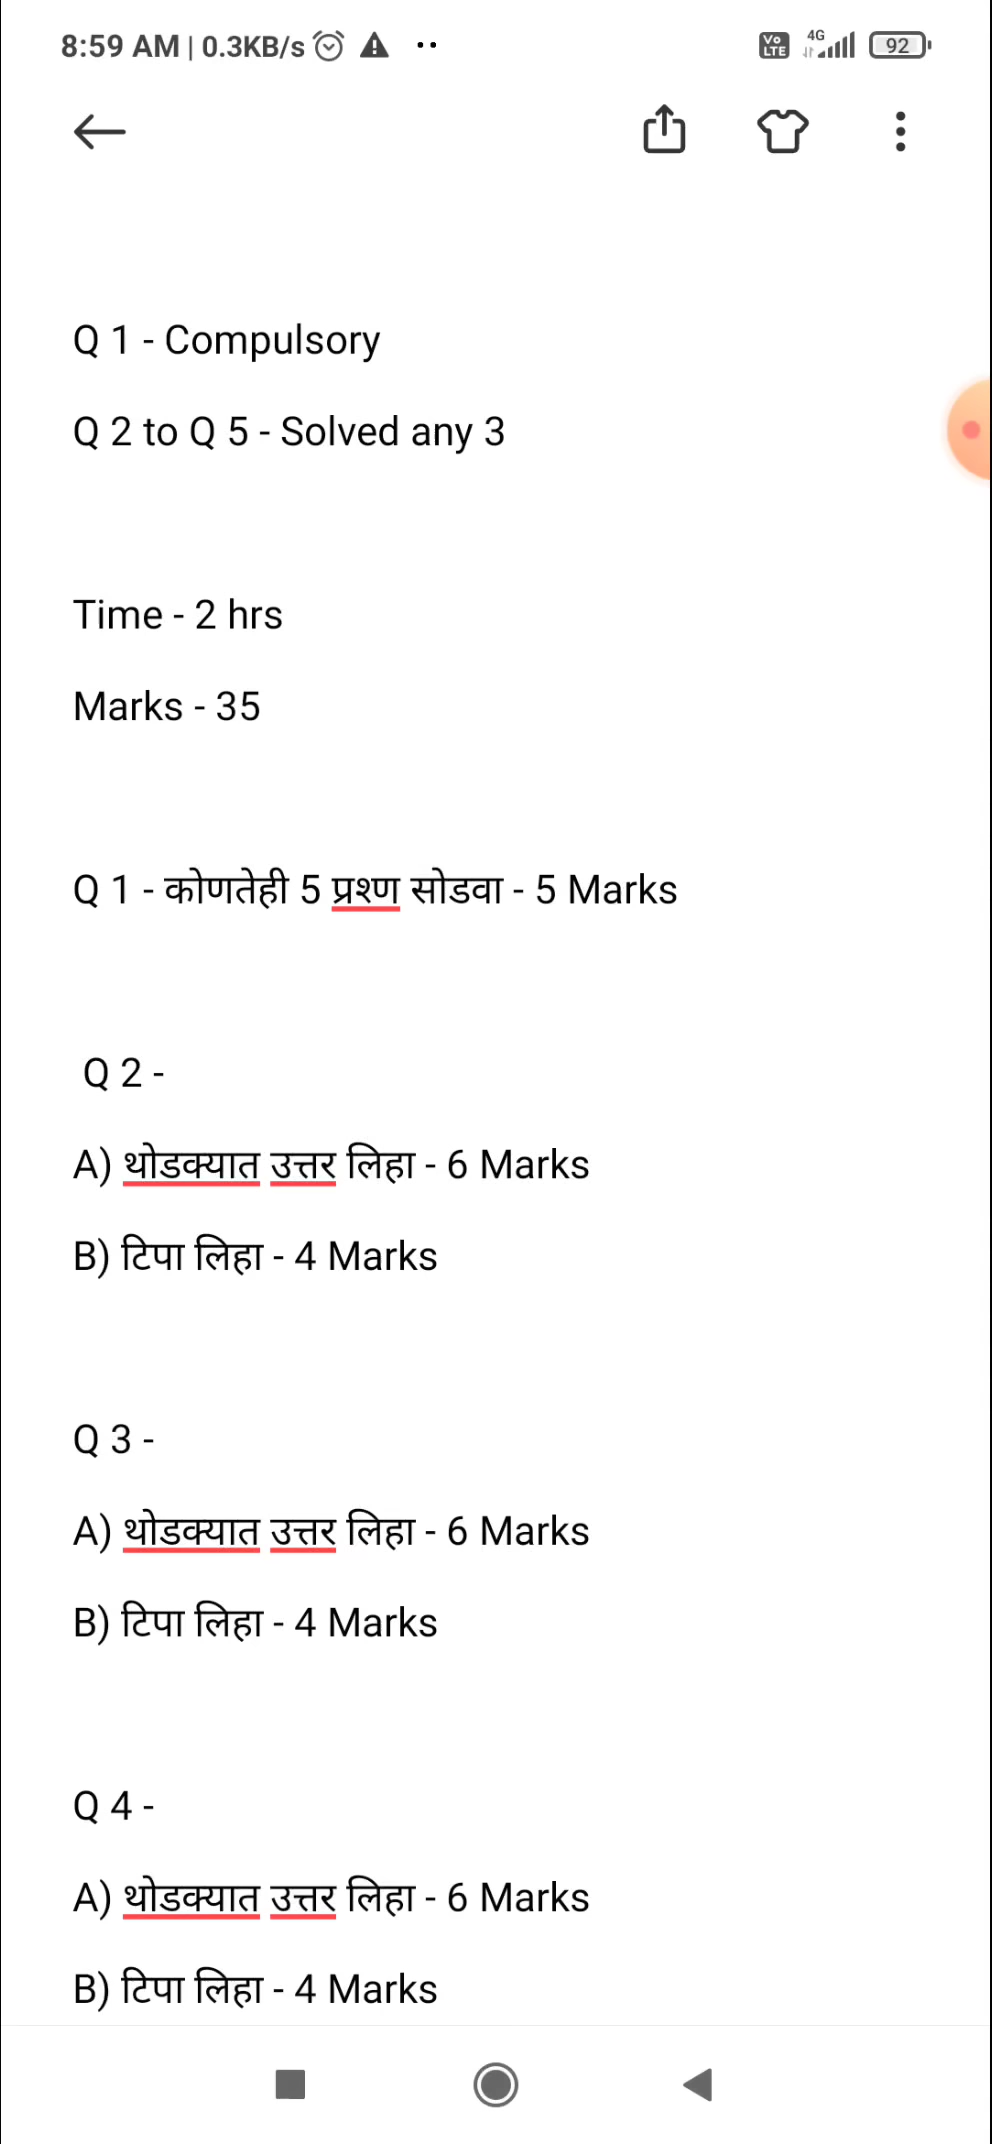 8:59 AM | 0.3KB/s
Vo LTE 4G 92
Q 1 - Compulsory
Q 2 to Q 5 - Solved any 3
Time - 2 hrs
Marks - 35
Q 1 - कोणतेही 5 प्रश्ण सोडवा - 5 Marks
Q 2 -
A) थोडक्यात उत्तर लिहा - 6 Marks
B) टिपा लिहा - 4 Marks
Q 3 -
A) थोडक्यात उत्तर लिहा - 6 Marks
B) टिपा लिहा - 4 Marks
Q 4 -
A) थोडक्यात उत्तर लिहा - 6 Marks
B) टिपा लिहा - 4 Marks